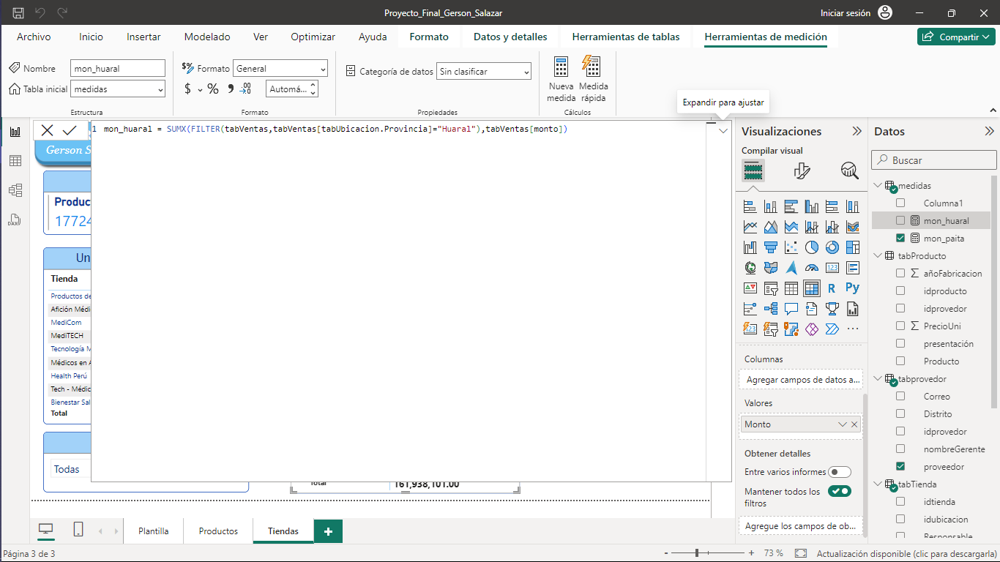 Proyecto_Final_Gerson_Salazar
Iniciar sesión
Archivo
Inicio
Insertar
Modelado
Ver
Optimizar
Ayuda
Formato
Datos y detalles
Herramientas de tablas
Herramientas de medición
Compartir
Nombre
mon_huaral
Tabla inicial
medidas
Estructura
$% Formato
General
$ % 9 .00
Automá...
Formato
Categoría de datos
Sin clasificar
Propiedades
Nueva medida
Medida rápida
Cálculos
Expandir para ajustar
1 mon_huaral = SUMX(FILTER(tabVentas,tabVentas[tabUbicacion.Provincia]="Huaral"),tabVentas[monto])
Gerson S
Produc
17724
Un
Tienda
Productos de
Afición Médi
MediCom
MediTECH
Tecnología M
Médicos en A
Health Perú
Tech - Médic
Bienestar Sal
Total
Todas
Total
161,938,101.00
Visualizaciones
Compilar visual
R
Py
123
123
Columnas
Agregar campos de datos a...
Valores
Monto
Obtener detalles
Entre varios informes
Mantener todos los
filtros
Agregue los campos de ob...
Datos
Buscar
medidas
Columna1
mon_huaral
mon_paita
tabProducto
añoFabricacion
idproducto
idprovedor
PrecioUni
presentación
Producto
tabprovedor
Correo
Distrito
idprovedor
nombreGerente
proveedor
tabTienda
idtienda
idubicacion
Responsable
DAX
Plantilla
Productos
Tiendas
Página 3 de 3
- + 73 %
Actualización disponible (clic para descargarla)